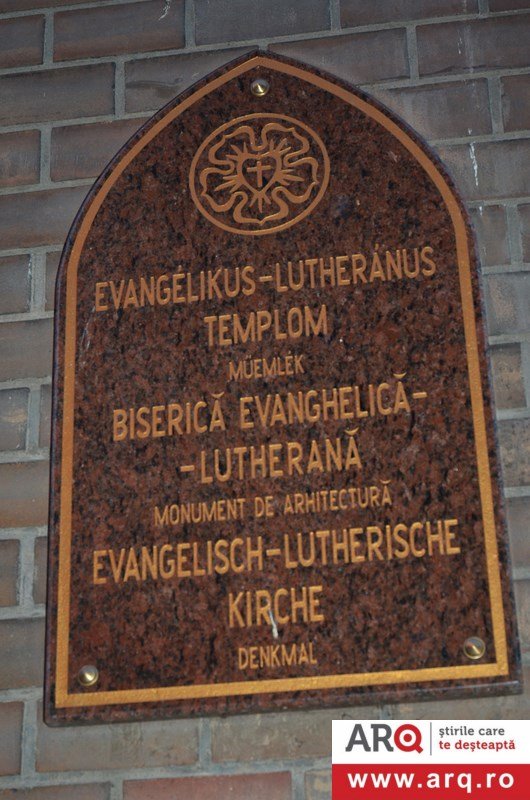 EVANGÉLIKUS-LUTHERÁNUS
TEMPLOM
MŰEMLÉK
BISERICĂ EVANGHELICĂ-
-LUTHERANĂ
MONUMENT DE ARHITECTURĂ
EVANGELISCH-LUTHERISCHE
KIRCHE
DENKMAL
ARQ
știrile care
te deșteaptă
www.arq.ro